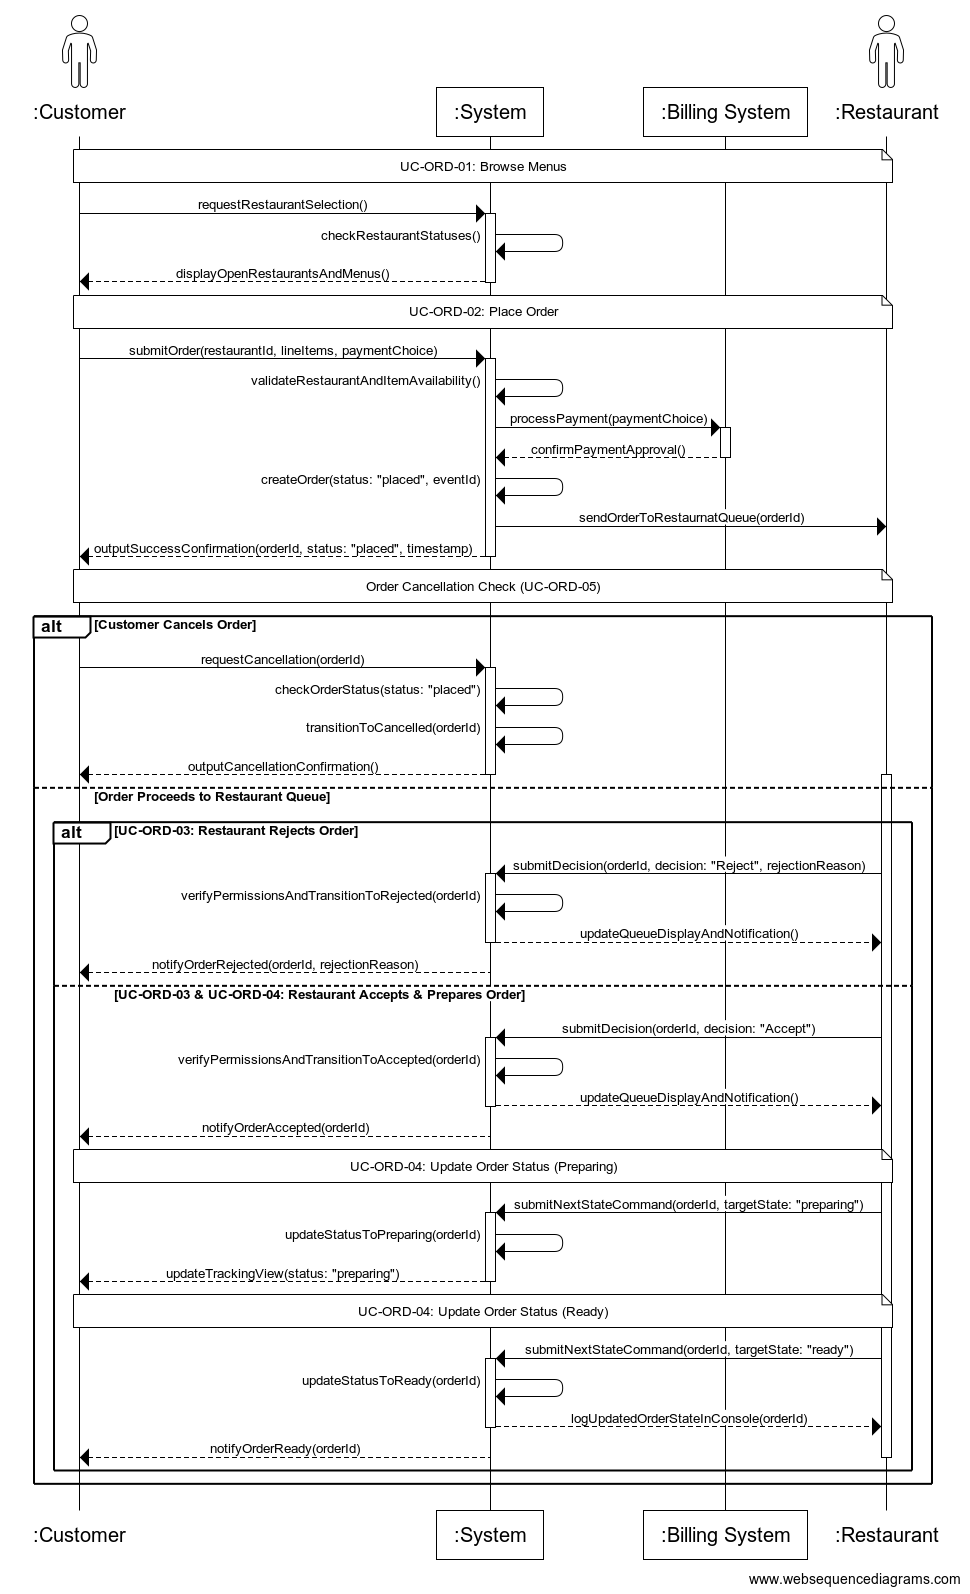 :Customer
:System
:Billing System
:Restaurant
UC-ORD-01: Browse Menus
requestRestaurantSelection()
checkRestaurantStatuses()
displayOpenRestaurantsAndMenus()
UC-ORD-02: Place Order
submitOrder(restaurantId, lineItems, paymentChoice)
validateRestaurantAndItemAvailability()
processPayment(paymentChoice)
confirmPaymentApproval()
createOrder(status: "placed", eventId)
sendOrderToRestaurnatQueue(orderId)
outputSuccessConfirmation(orderId, status: "placed", timestamp)
Order Cancellation Check (UC-ORD-05)
alt [Customer Cancels Order]
requestCancellation(orderId)
checkOrderStatus(status: "placed")
transitionToCancelled(orderId)
outputCancellationConfirmation()
[Order Proceeds to Restaurant Queue]
alt [UC-ORD-03: Restaurant Rejects Order]
submitDecision(orderId, decision: "Reject", rejectionReason)
verifyPermissionsAndTransitionToRejected(orderId)
updateQueueDisplayAndNotification()
notifyOrderRejected(orderId, rejectionReason)
[UC-ORD-03 & UC-ORD-04: Restaurant Accepts & Prepares Order]
submitDecision(orderId, decision: "Accept")
verifyPermissionsAndTransitionToAccepted(orderId)
updateQueueDisplayAndNotification()
notifyOrderAccepted(orderId)
UC-ORD-04: Update Order Status (Preparing)
submitNextStateCommand(orderId, targetState: "preparing")
updateStatusToPreparing(orderId)
updateTrackingView(status: "preparing")
UC-ORD-04: Update Order Status (Ready)
submitNextStateCommand(orderId, targetState: "ready")
updateStatusToReady(orderId)
logUpdatedOrderStateInConsole(orderId)
notifyOrderReady(orderId)
:Customer
:System
:Billing System
:Restaurant
www.websequencediagrams.com